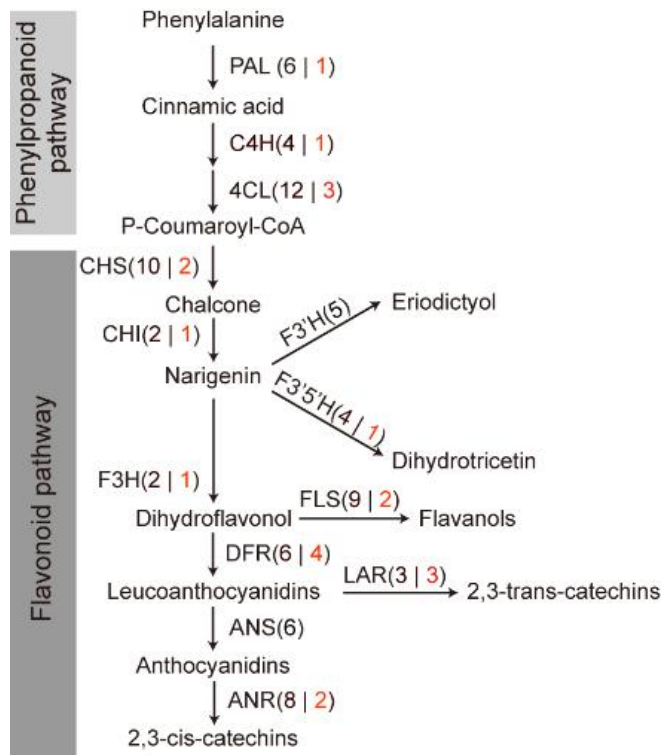 Phenylpropanoid
pathway
Phenylalanine
PAL (6 | 1)
Cinnamic acid
C4H(4 | 1)
4CL(12 | 3)
P-Coumaroyl-CoA
Flavonoid pathway
CHS(10 | 2)
Chalcone
CHI(2 | 1)
F3'H(5)
Eriodictyol
Narigenin
F3'5'H(4 | 1)
Dihydrotricetin
F3H(2 | 1)
Dihydroflavonol
FLS(9 | 2)
Flavanols
DFR(6 | 4)
Leucoanthocyanidins
LAR(3 | 3)
2,3-trans-catechins
ANS(6)
Anthocyanidins
ANR(8 | 2)
2,3-cis-catechins